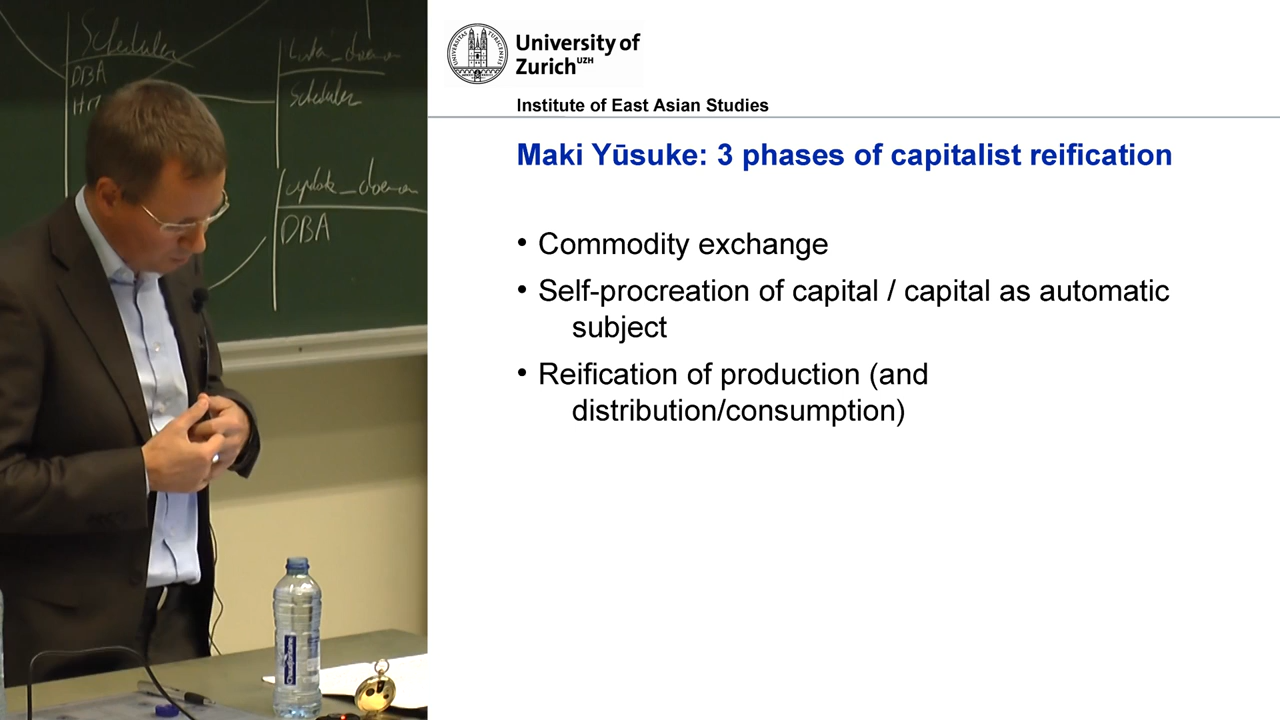 Scheduler
DBA
Scheduler
DBA
University of
Zurich UZH
Institute of East Asian Studies
Maki Yūsuke: 3 phases of capitalist reification
• Commodity exchange
• Self-procreation of capital / capital as automatic
subject
• Reification of production (and
distribution/consumption)